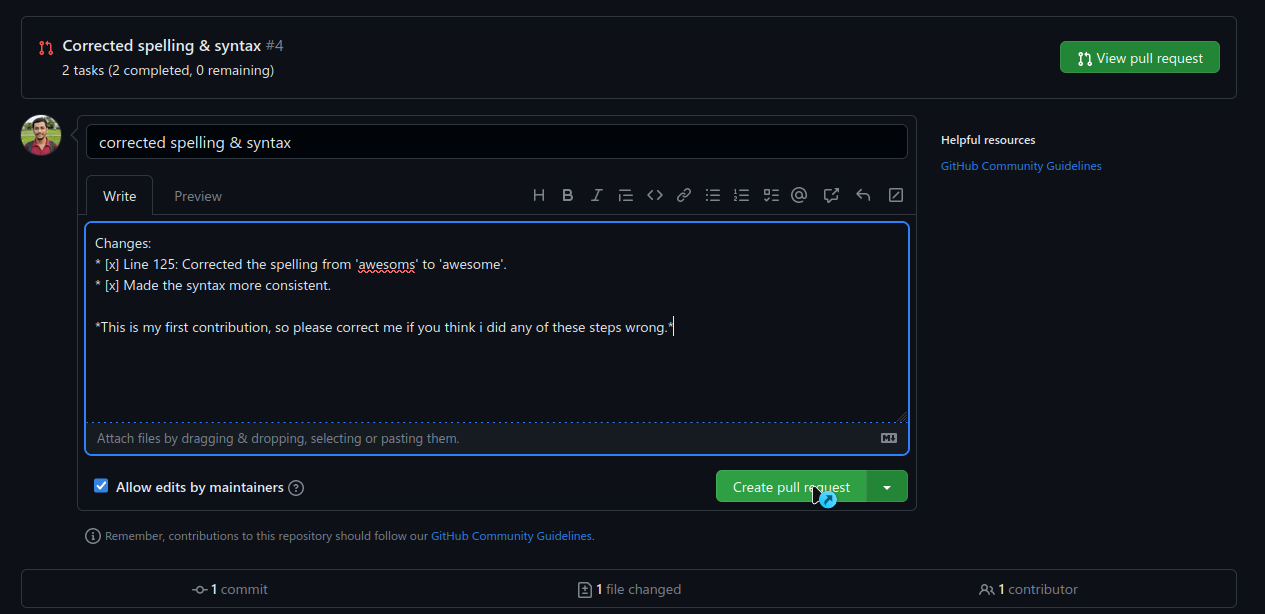 Corrected spelling & syntax #4
2 tasks (2 completed, 0 remaining)
View pull request
corrected spelling & syntax
Helpful resources
GitHub Community Guidelines
Write Preview
Changes:
* [x] Line 125: Corrected the spelling from 'awesoms' to 'awesome'.
* [x] Made the syntax more consistent.
*This is my first contribution, so please correct me if you think i did any of these steps wrong.*
Attach files by dragging & dropping, selecting or pasting them.
Allow edits by maintainers
Create pull request
Remember, contributions to this repository should follow our GitHub Community Guidelines.
1 commit
1 file changed
1 contributor